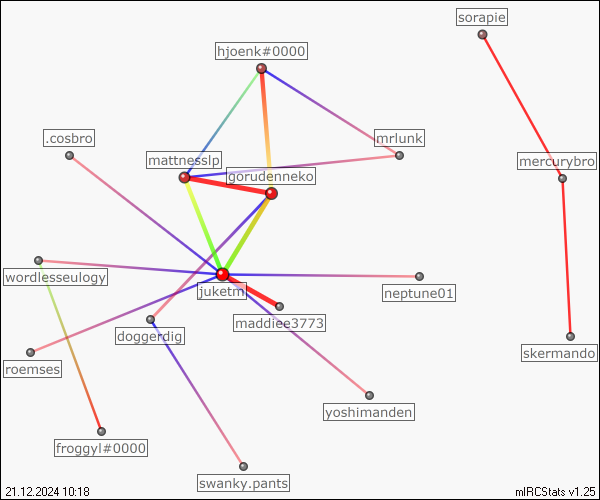 sorapie
hjoenk#0000
.cosbro
mrlunk
mattnesslp
mercurybro
gorudenneko
wordlesseulogy
juketm
neptune01
maddiee3773
doggerdig
skermando
roemses
yoshimanden
froggyl#0000
swanky.pants
21.12.2024 10:18
mIRCStats v1.25